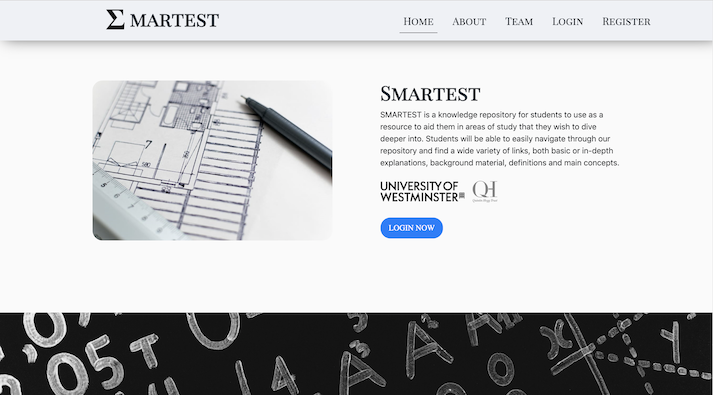 Σ MARTEST
HOME ABOUT TEAM LOGIN REGISTER
SMARTEST
SMARTEST is a knowledge repository for students to use as a
resource to aid them in areas of study that they wish to dive
deeper into. Students will be able to easily navigate through our
repository and find a wide variety of links, both basic or in-depth
explanations, background material, definitions and main concepts.
UNIVERSITY OF
WESTMINSTER
QH
LOGIN NOW
7
05T
14